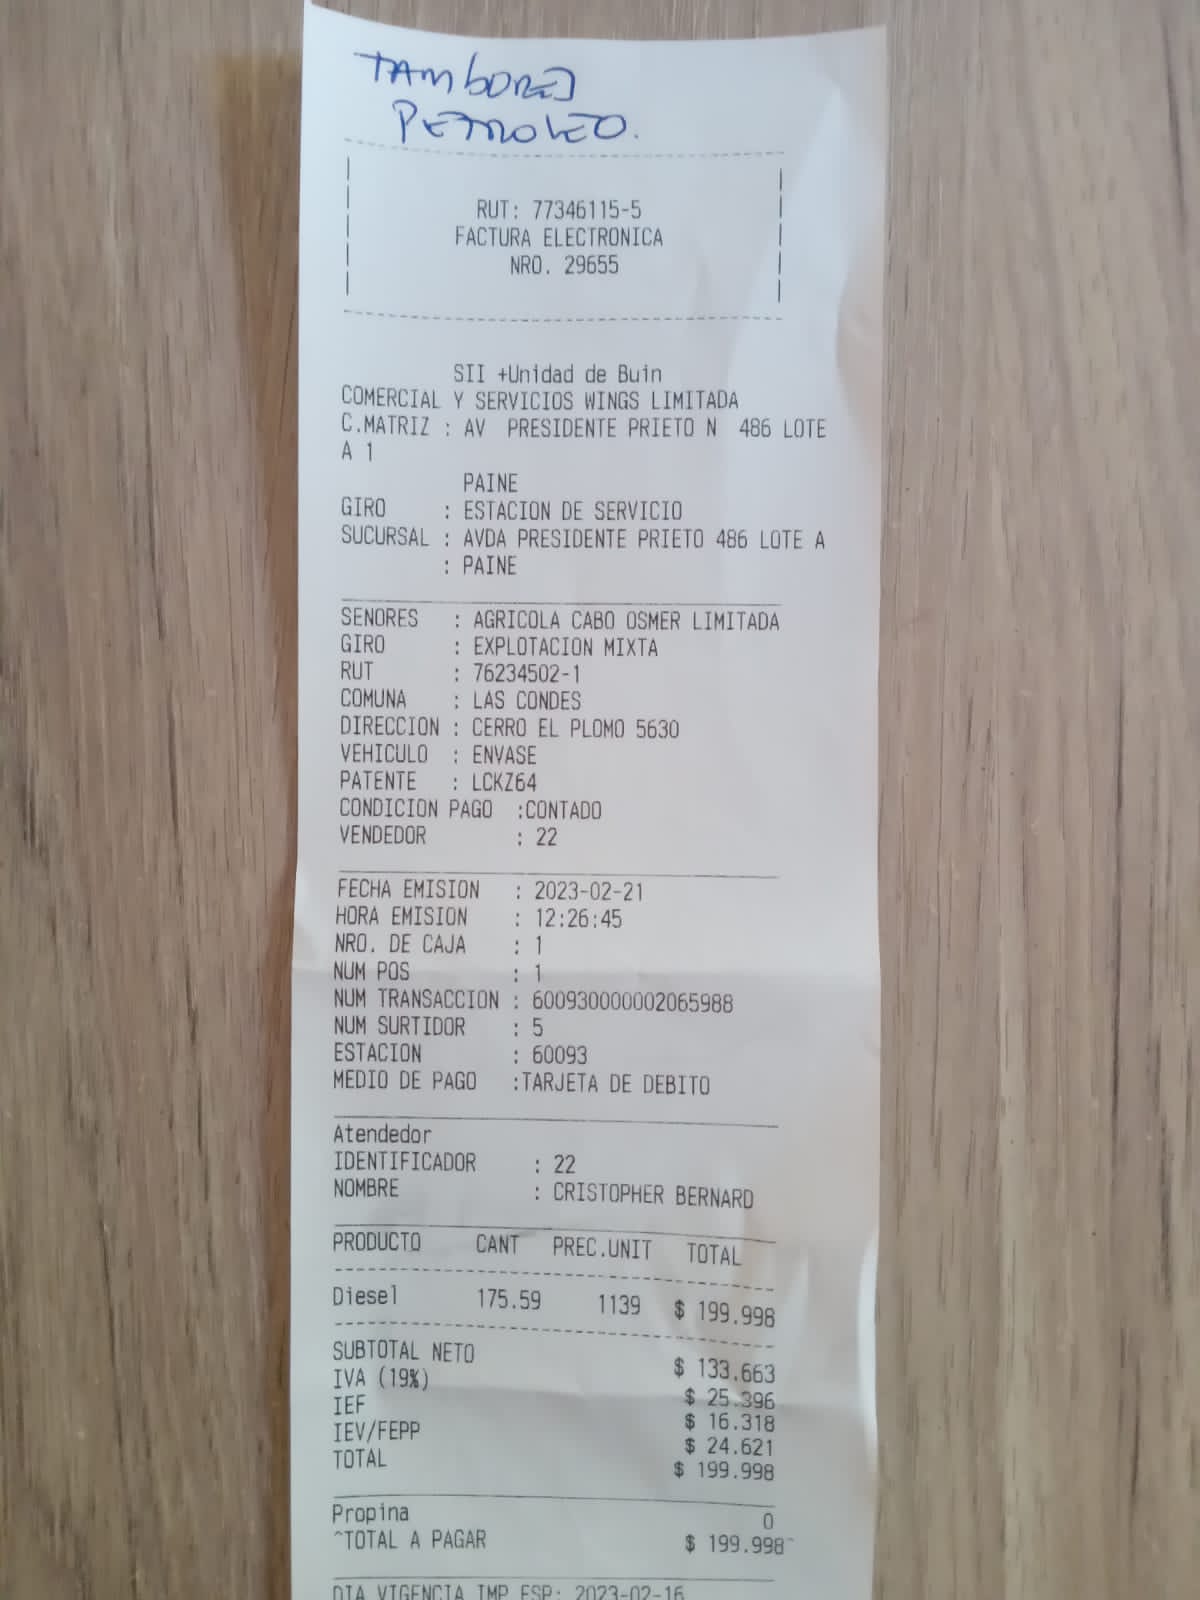 TAMBORES
PETROLEO.
RUT: 77346115-5
FACTURA ELECTRONICA
NRO. 29655
SII +Unidad de Buin
COMERCIAL Y SERVICIOS WINGS LIMITADA
C.MATRIZ : AV PRESIDENTE PRIETO N 486 LOTE
A 1
PAINE
GIRO : ESTACION DE SERVICIO
SUCURSAL : AVDA PRESIDENTE PRIETO 486 LOTE A
: PAINE
SENORES : AGRICOLA CABO OSMER LIMITADA
GIRO : EXPLOTACION MIXTA
RUT : 76234502-1
COMUNA : LAS CONDES
DIRECCION : CERRO EL PLOMO 5630
VEHICULO : ENVASE
PATENTE : LCKZ64
CONDICION PAGO :CONTADO
VENDEDOR : 22
FECHA EMISION : 2023-02-21
HORA EMISION : 12:26:45
NRO. DE CAJA : 1
NUM POS : 1
NUM TRANSACCION : 600930000002065988
NUM SURTIDOR : 5
ESTACION : 60093
MEDIO DE PAGO :TARJETA DE DEBITO
Atendedor
IDENTIFICADOR : 22
NOMBRE : CRISTOPHER BERNARD
PRODUCTO CANT PREC.UNIT TOTAL
Diesel 175.59 1139 $ 199.998
SUBTOTAL NETO $ 133.663
IVA (19%) $ 25.396
IEF $ 16.318
IEV/FEPP $ 24.621
TOTAL $ 199.998
Propina 0
^TOTAL A PAGAR $ 199.998^
DIA VIGENCIA IMP ESP: 2023-02-16